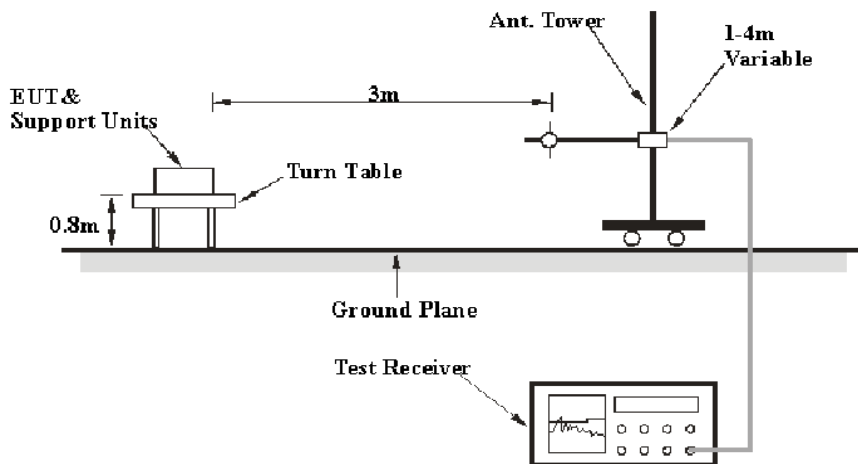 Ant. Tower
1-4m
Variable
EUT&
Support Units
3m
Turn Table
0.8m
Ground Plane
Test Receiver